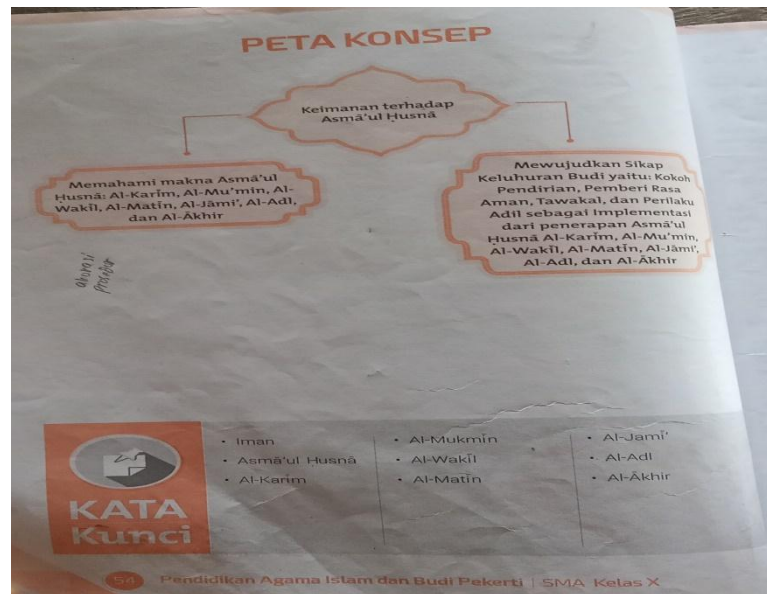 PETA KONSEP
Keimanan terhadap
Asmā'ul Ḥusnā
Memahami makna Asmā'ul
Ḥusnā: Al-Karīm, Al-Mu'min, Al-
Wakīl, Al-Matīn, Al-Jāmi', Al-Adl,
dan Al-Ākhir
Mewujudkan Sikap
Keluhuran Budi yaitu: Kokoh
Pendirian, Pemberi Rasa
Aman, Tawakal, dan Perilaku
Adil sebagai Implementasi
dari penerapan Asmā'ul
Ḥusnā Al-Karīm, Al-Mu'min,
Al-Wakīl, Al-Matīn, Al-Jāmi',
Al-Adl, dan Al-Ākhir
KATA
Kunci
• Iman
• Asmā'ul Husnā
• Al-Karīm
• Al-Mukmīn
• Al-Wakīl
• Al-Matīn
• Al-Jamī'
• Al-Adl
• Al-Ākhir
54 Pendidikan Agama Islam dan Budi Pekerti | SMA Kelas X